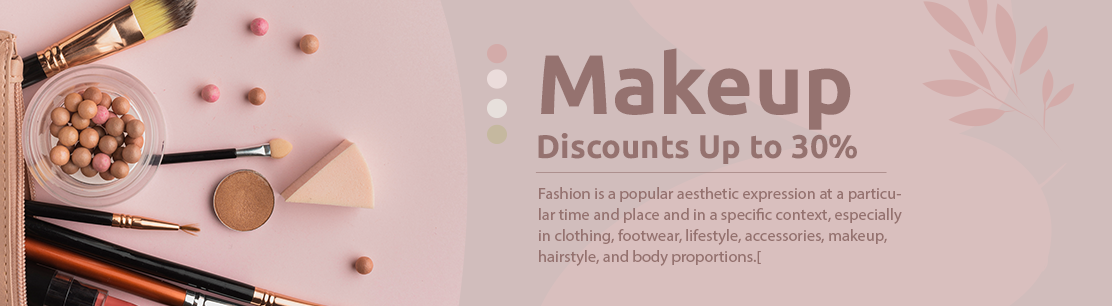 Makeup
Discounts Up to 30%
Fashion is a popular aesthetic expression at a particu-
lar time and place and in a specific context, especially
in clothing, footwear, lifestyle, accessories, makeup,
hairstyle, and body proportions.[